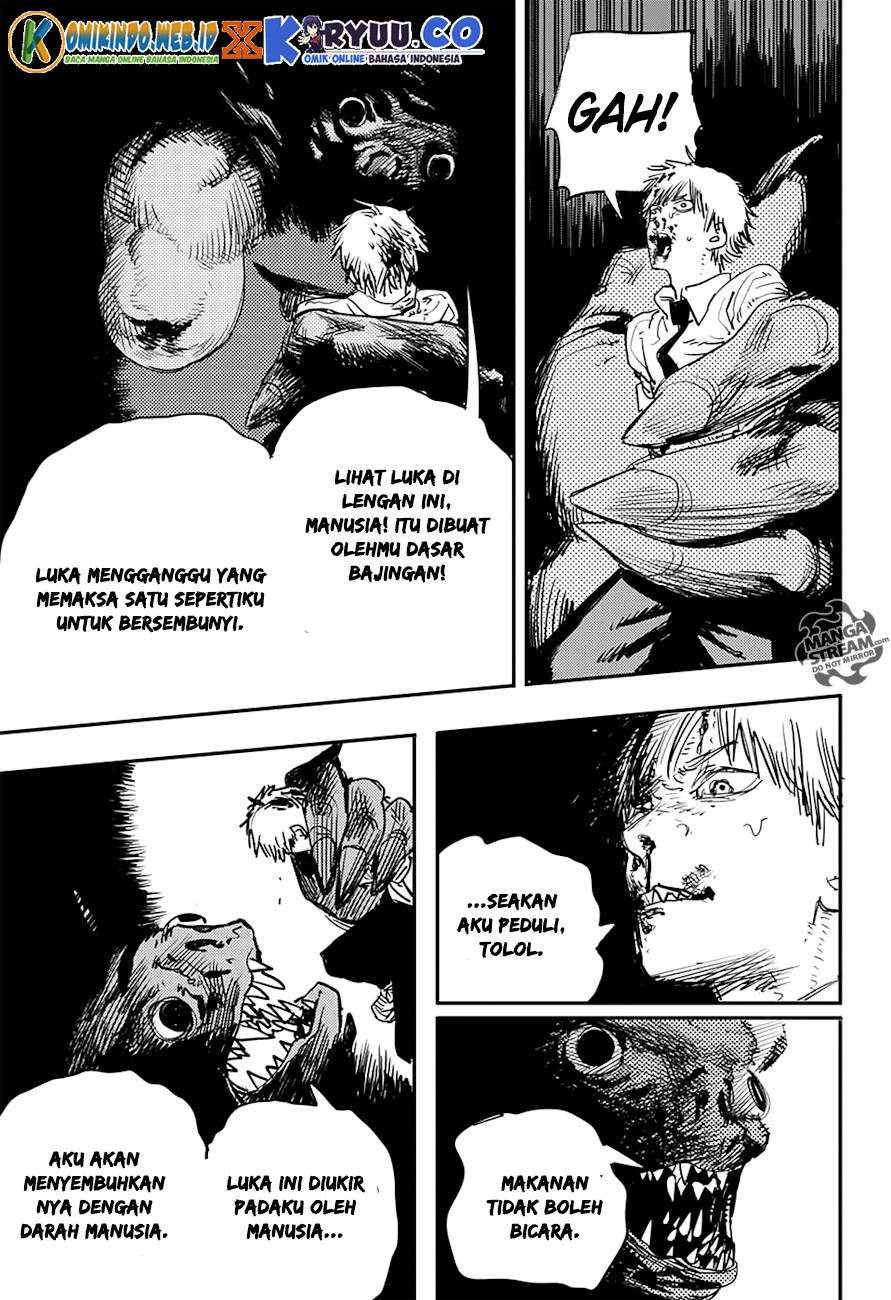 KOMIKINDO.WEB.ID X KIRYUU.CO
BACA MANGA ONLINE BAHASA INDONESIA
OMIK ONLINE BAHASA INDONESIA
GAH!
LIHAT LUKA DI
LENGAN INI,
MANUSIA! ITU DIBUAT
OLEHMU DASAR
BAJINGAN!
LUKA MENGGANGGU YANG
MEMAKSA SATU SEPERTIKU
UNTUK BERSEMBUNYI.
MANGA
STREAM.com
DO NOT MIRROR
...SEAKAN
AKU PEDULI,
TOLOL.
MAKANAN
TIDAK BOLEH
BICARA.
LUKA INI DIUKIR
PADAKU OLEH
MANUSIA...
AKU AKAN
MENYEMBUHKAN
NYA DENGAN
DARAH MANUSIA.